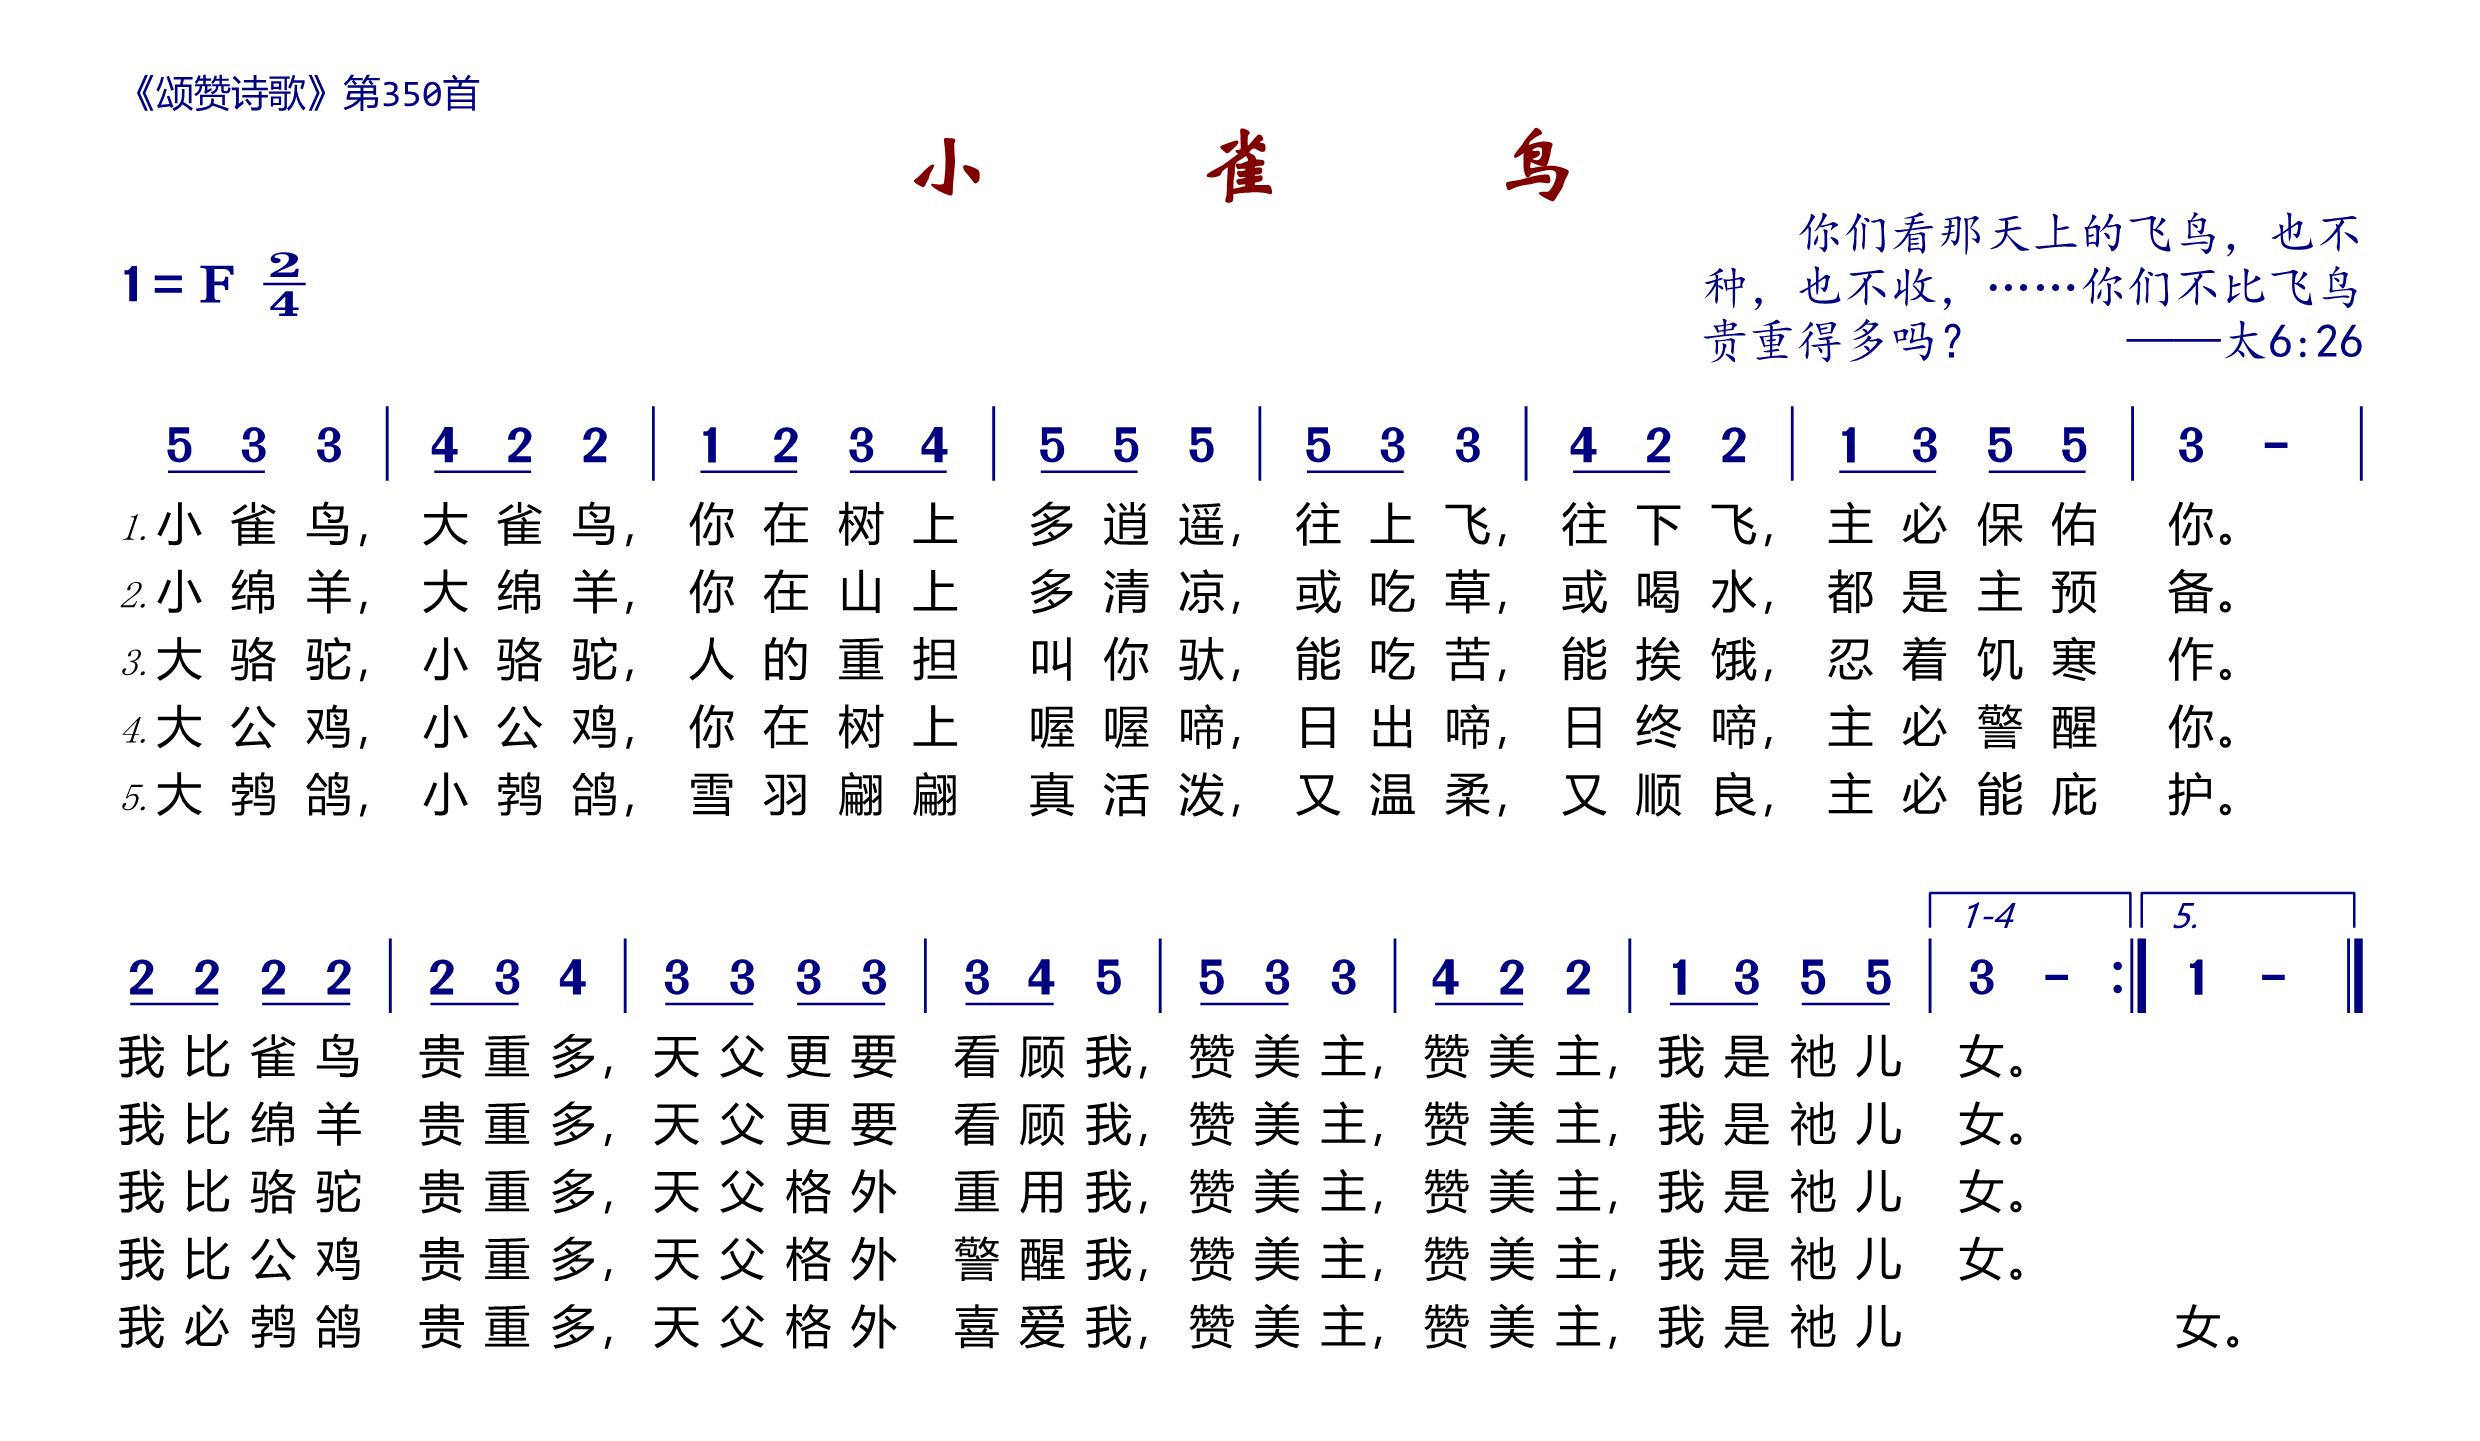 《颂赞诗歌》第350首
小雀鸟
你们看那天上的飞鸟，也不
种，也不收，……你们不比飞鸟
贵重得多吗？ ——太6:26
1=F 2/4
5 3 3 | 4 2 2 | 1 2 3 4 | 5 5 5 | 5 3 3 | 4 2 2 | 1 3 5 5 | 3 - |
1.小雀鸟，大雀鸟，你在树上多逍遥，往上飞，往下飞，主必保佑你。
2.小绵羊，大绵羊，你在山上多清凉，或吃草，或喝水，都是主预备。
3.大骆驼，小骆驼，人的重担叫你驮，能吃苦，能挨饿，忍着饥寒作。
4.大公鸡，小公鸡，你在树上喔喔啼，日出啼，日终啼，主必警醒你。
5.大鹁鸽，小鹁鸽，雪羽翩翩真活泼，又温柔，又顺良，主必能庇护。
1-4 5.
2 2 2 2 | 2 3 4 | 3 3 3 3 | 3 4 5 | 5 3 3 | 4 2 2 | 1 3 5 5 | 3 - :| 1 - ‖
我比雀鸟贵重多，天父更要看顾我，赞美主，赞美主，我是祂儿女。
我比绵羊贵重多，天父更要看顾我，赞美主，赞美主，我是祂儿女。
我比骆驼贵重多，天父格外重用我，赞美主，赞美主，我是祂儿女。
我比公鸡贵重多，天父格外警醒我，赞美主，赞美主，我是祂儿女。
我必鹁鸽贵重多，天父格外喜爱我，赞美主，赞美主，我是祂儿女。